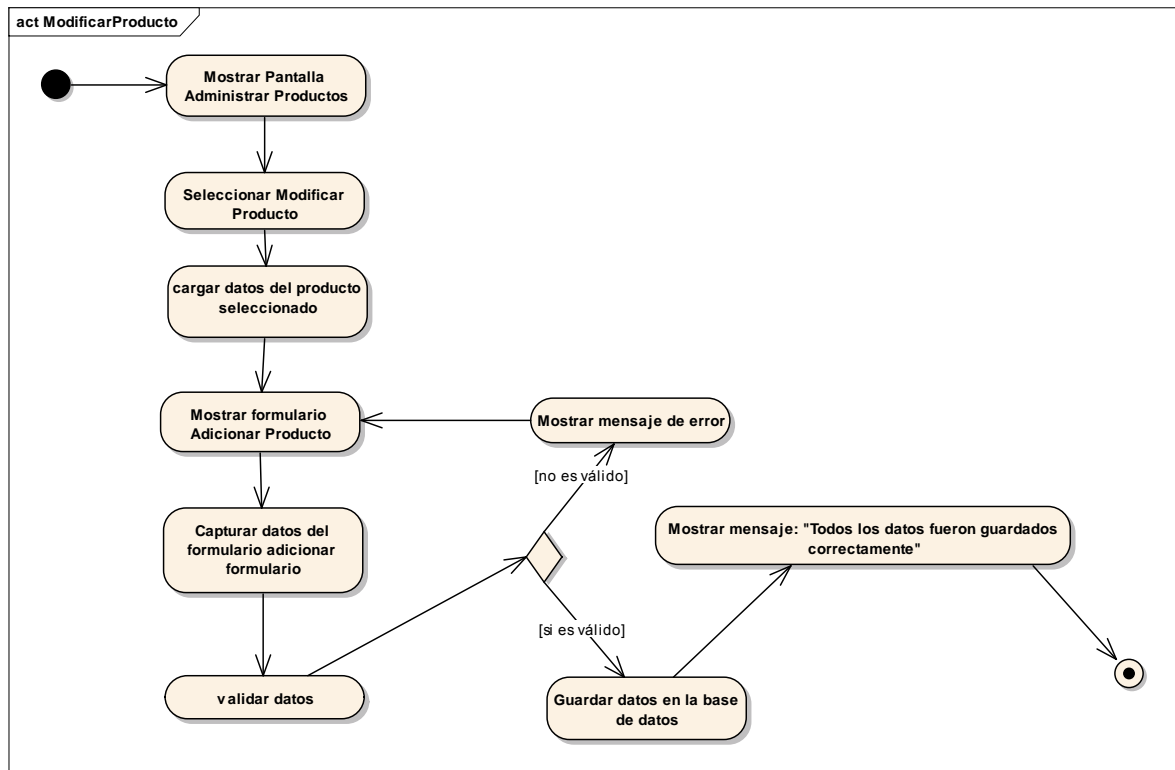 act ModificarProducto
Mostrar Pantalla
Administrar Productos
Seleccionar Modificar
Producto
cargar datos del producto
seleccionado
Mostrar formulario
Adicionar Producto
Mostrar mensaje de error
[no es válido]
Capturar datos del
formulario adicionar
formulario
Mostrar mensaje: "Todos los datos fueron guardados
correctamente"
[si es válido]
validar datos
Guardar datos en la base
de datos